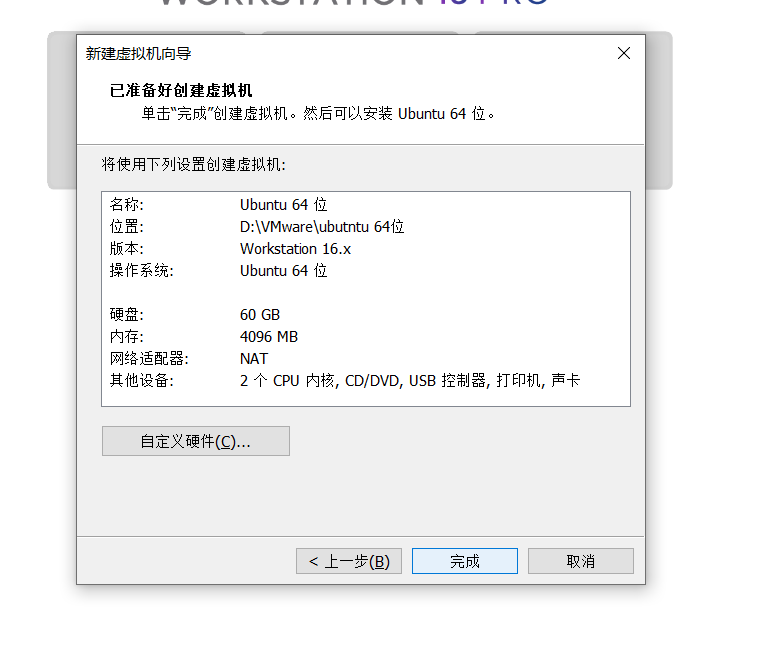 WORKSTATION
新建虚拟机向导
已准备好创建虚拟机
单击“完成”创建虚拟机。然后可以安装 Ubuntu 64 位。
将使用下列设置创建虚拟机:
名称: Ubuntu 64 位
位置: D:\VMware\ubutntu 64位
版本: Workstation 16.x
操作系统: Ubuntu 64 位
硬盘: 60 GB
内存: 4096 MB
网络适配器: NAT
其他设备: 2 个 CPU 内核, CD/DVD, USB 控制器, 打印机, 声卡
自定义硬件(C)...
< 上一步(B) 完成 取消